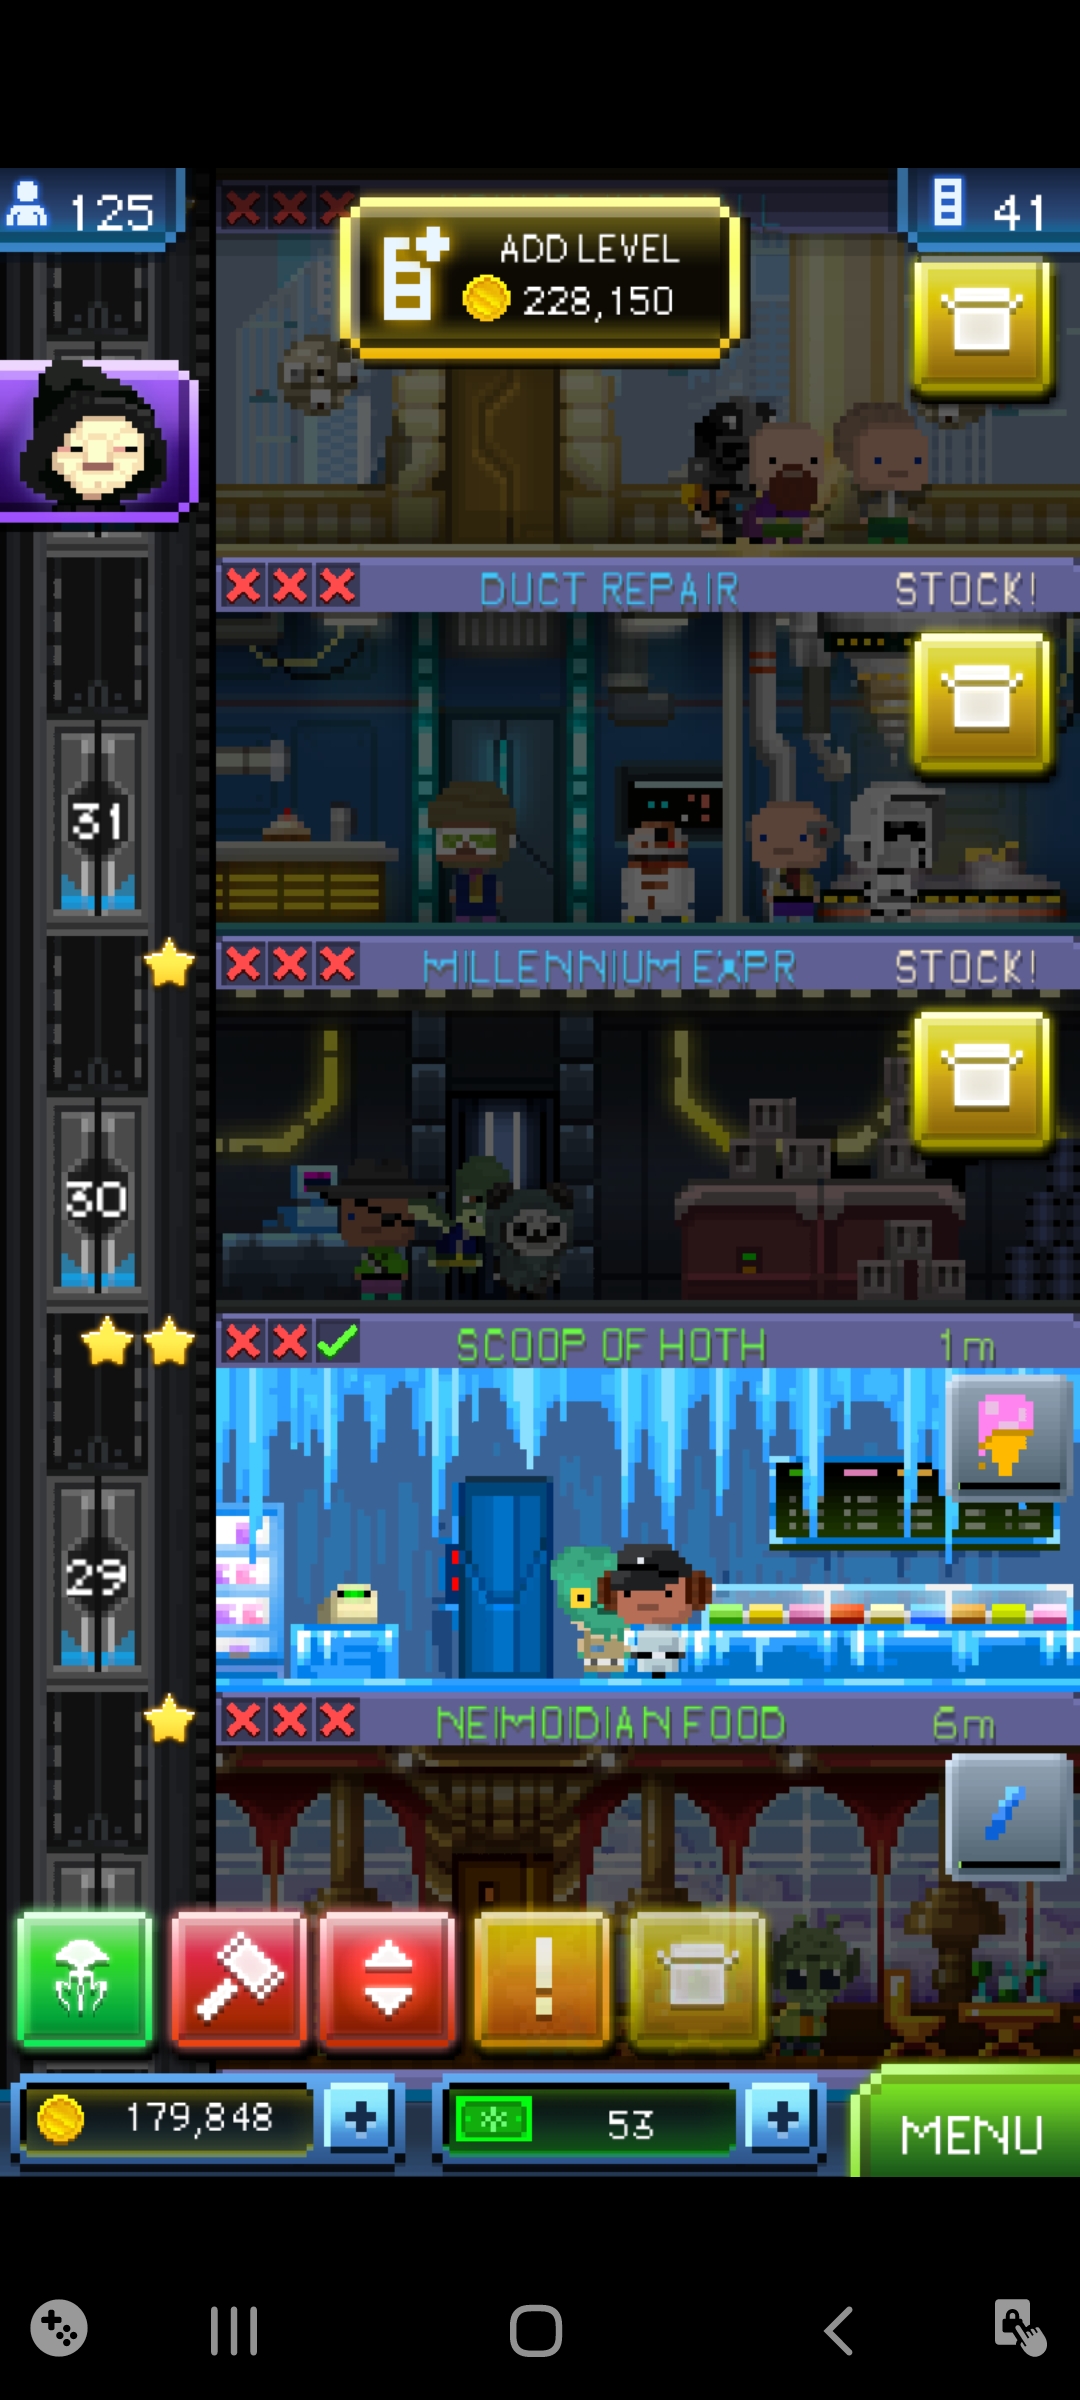 125
ADD LEVEL
228,150
41
DUCT REPAIR STOCK!
31
MILLENNIUM EXPR STOCK!
30
SCOOP OF HOTH 1m
29
NEIMOIDIAN FOOD 6m
!
179,848 + 53 + MENU